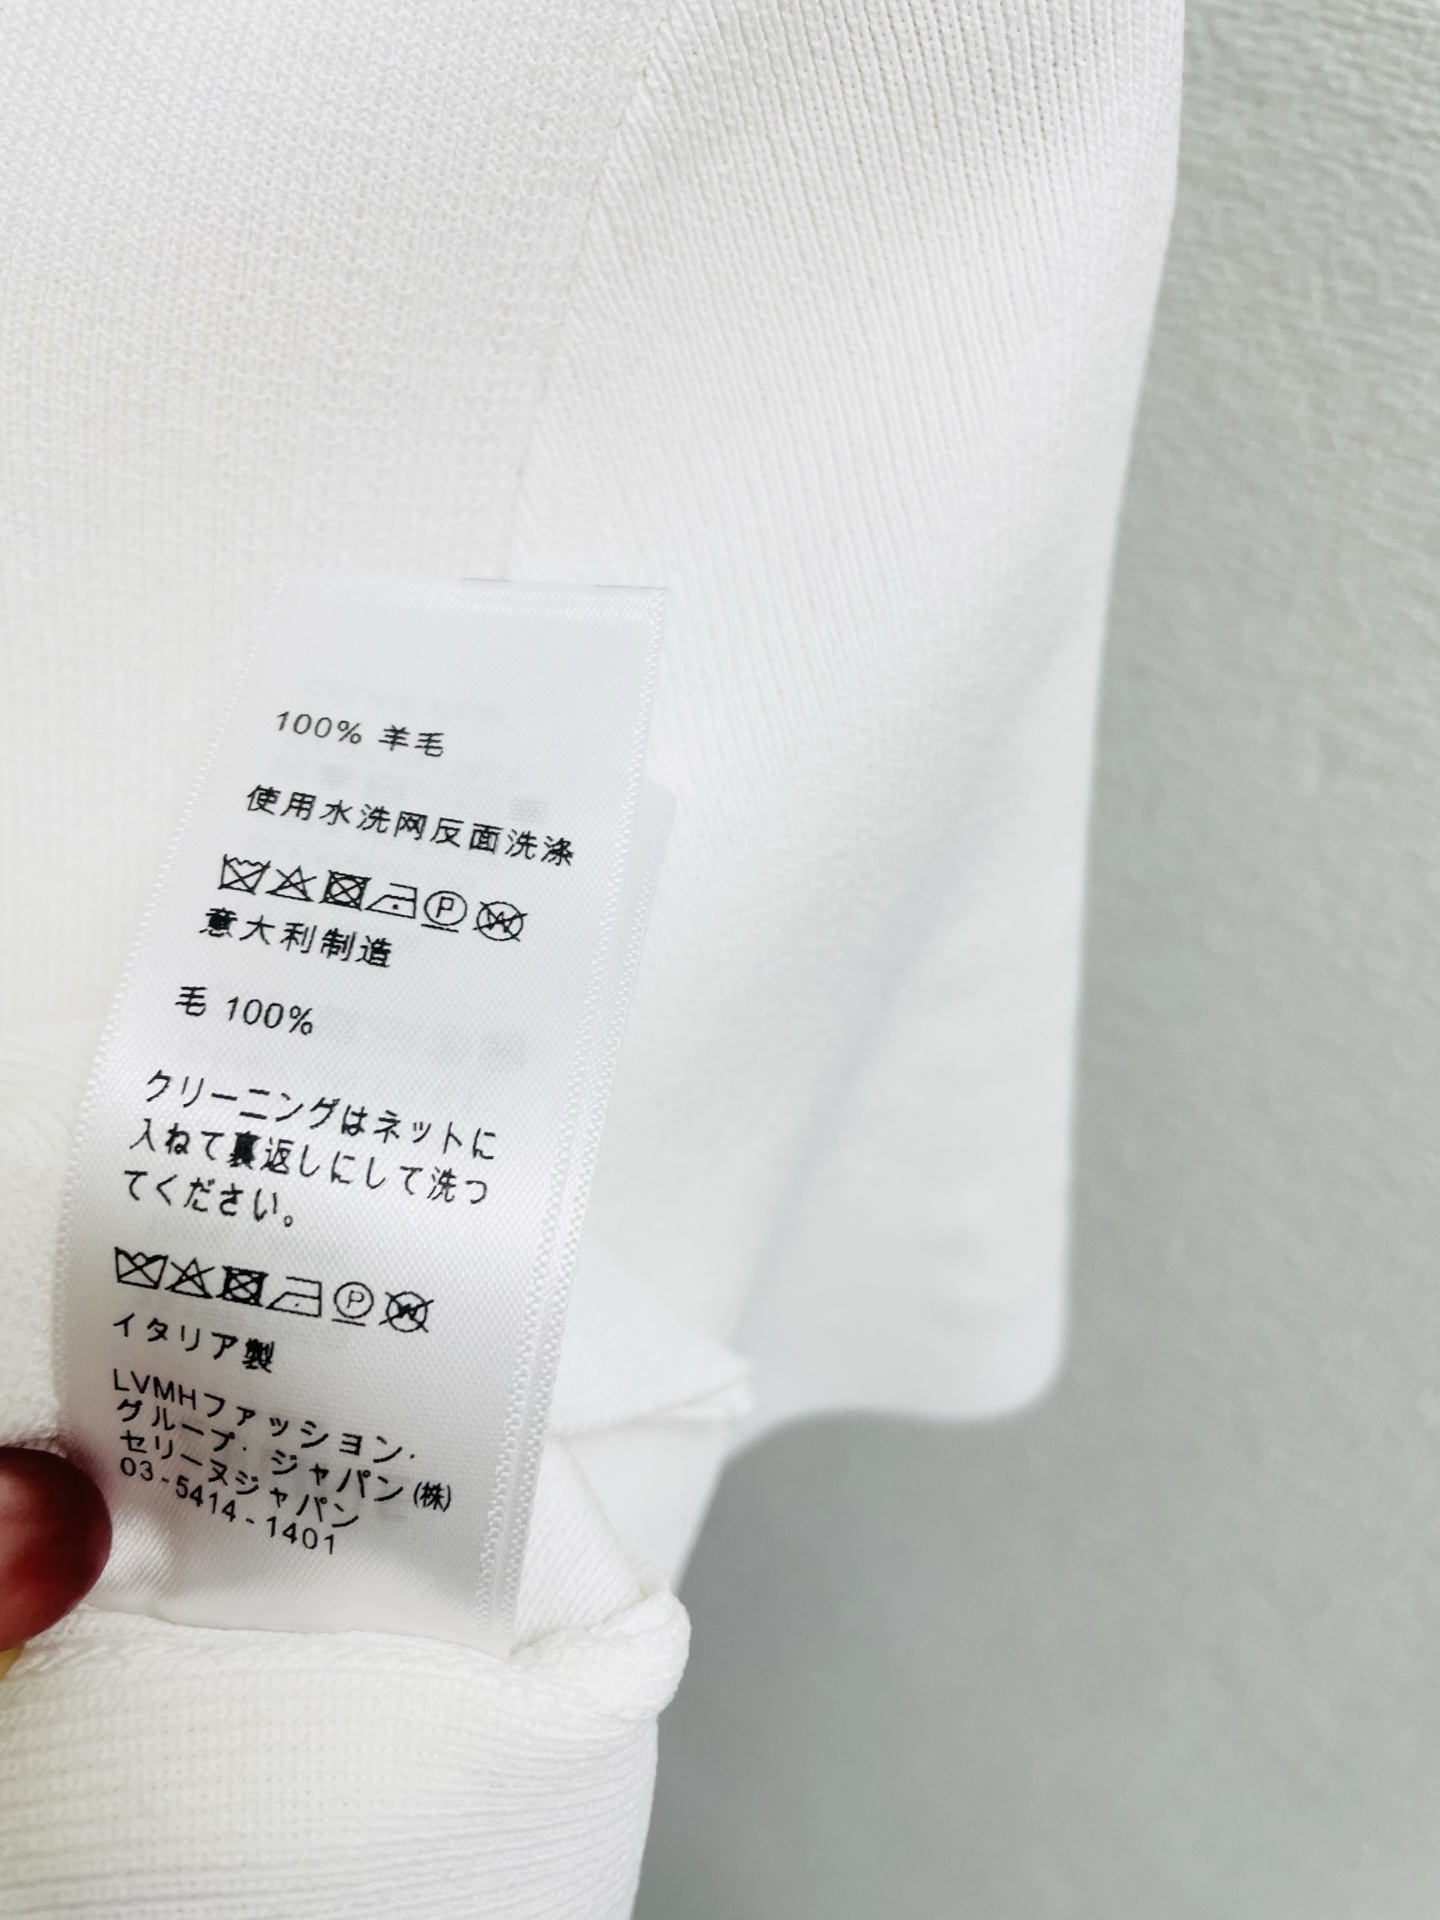 100% 羊毛
使用水洗网反面洗涤
P W
意大利制造
毛 100%
クリーニングはネットに
入ねて裏返しにして洗つ
てください。
P W
イタリア製
LVMHファッション·
グループ· ジャパン(株)
セリーヌジャパン
03-5414-1401